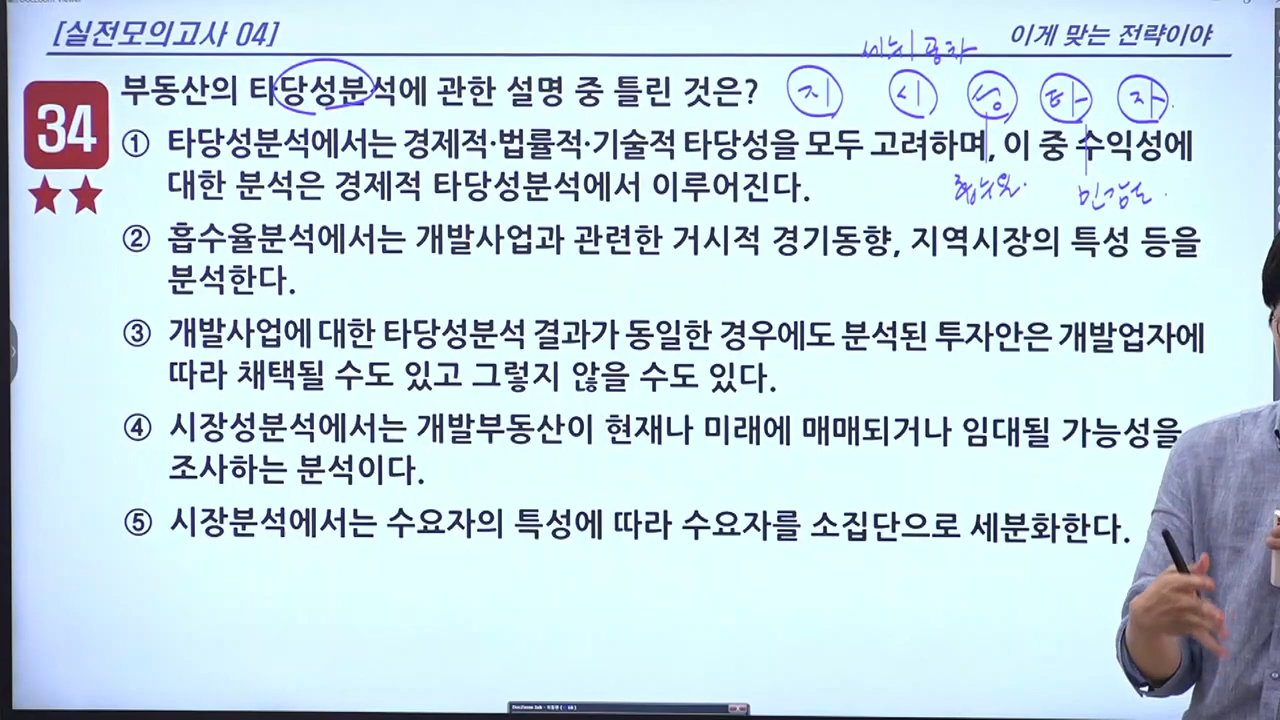 [실전모의고사 04]
이게 맞는 전략이야
34
부동산의 타당성분석에 관한 설명 중 틀린 것은?
지 시 성 타 자
① 타당성분석에서는 경제적·법률적·기술적 타당성을 모두 고려하며, 이 중 수익성에
대한 분석은 경제적 타당성분석에서 이루어진다.
흡수율 민감도
② 흡수율분석에서는 개발사업과 관련한 거시적 경기동향, 지역시장의 특성 등을
분석한다.
③ 개발사업에 대한 타당성분석 결과가 동일한 경우에도 분석된 투자안은 개발업자에
따라 채택될 수도 있고 그렇지 않을 수도 있다.
④ 시장성분석에서는 개발부동산이 현재나 미래에 매매되거나 임대될 가능성을
조사하는 분석이다.
⑤ 시장분석에서는 수요자의 특성에 따라 수요자를 소집단으로 세분화한다.